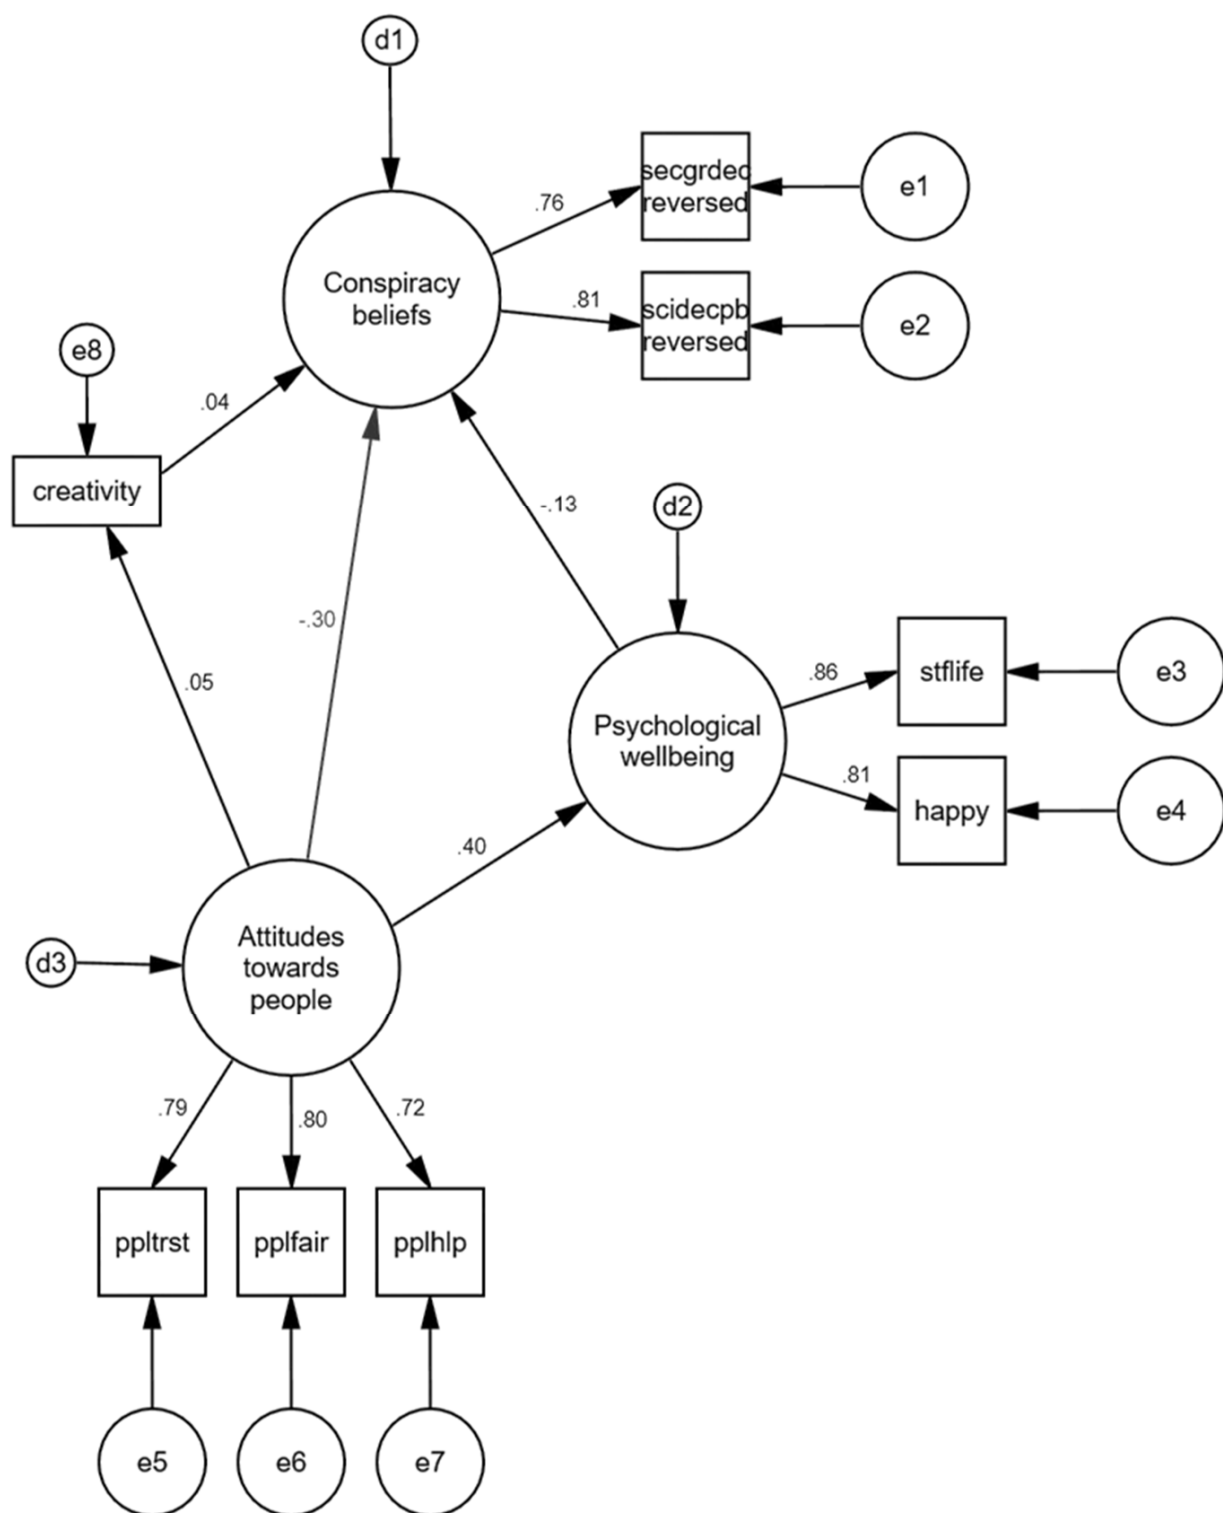 d1
secgrdec
reversed
e1
.76
Conspiracy
beliefs
.81
scidecpb
reversed
e2
e8
.04
creativity
-.13
d2
-.30
.86
stflife
e3
.05
Psychological
wellbeing
.81
happy
e4
.40
Attitudes
towards
people
d3
.79
.80
.72
ppltrst
pplfair
pplhlp
e5
e6
e7